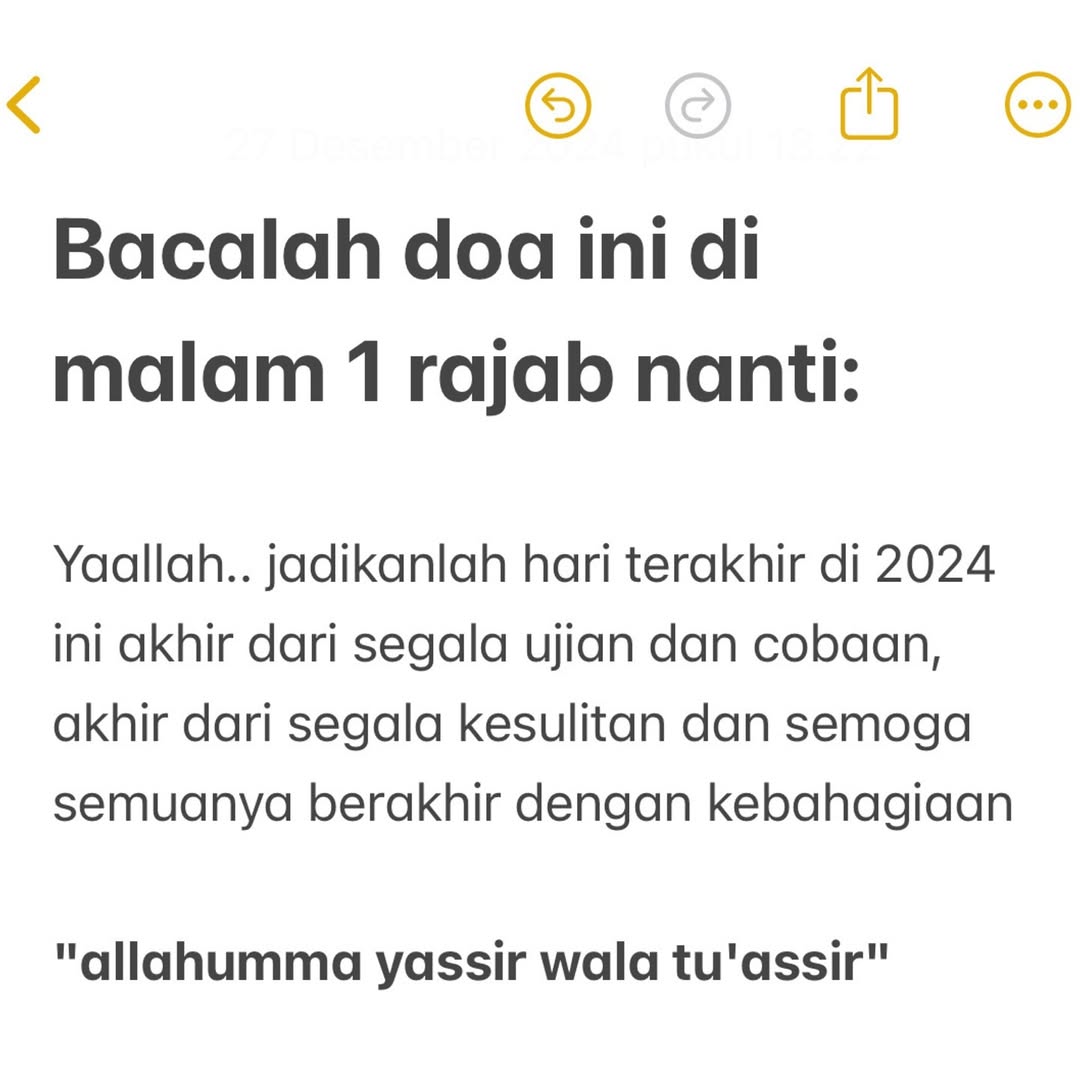 27 Desember 2024 pukul 18.22
Bacalah doa ini di
malam 1 rajab nanti:
Yaallah.. jadikanlah hari terakhir di 2024
ini akhir dari segala ujian dan cobaan,
akhir dari segala kesulitan dan semoga
semuanya berakhir dengan kebahagiaan
"allahumma yassir wala tu'assir"